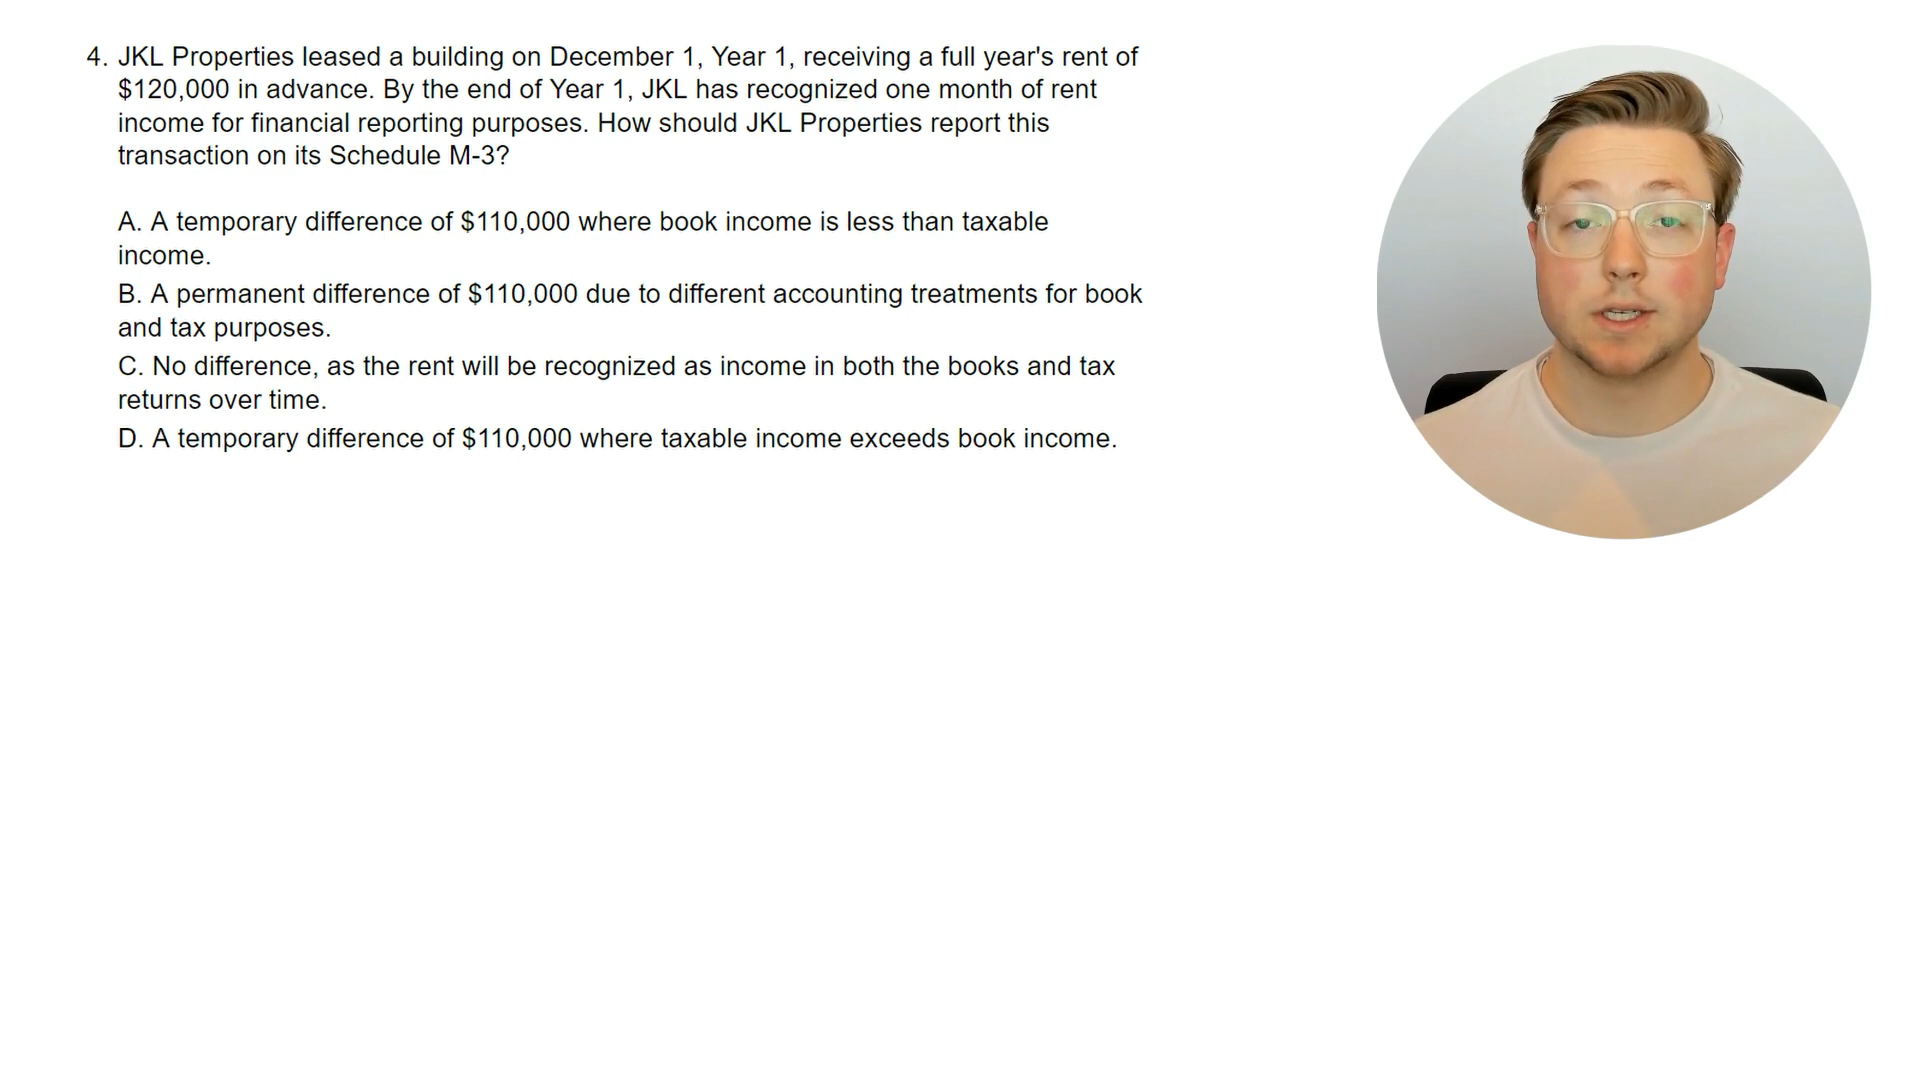 4. JKL Properties leased a building on December 1, Year 1, receiving a full year's rent of
$120,000 in advance. By the end of Year 1, JKL has recognized one month of rent
income for financial reporting purposes. How should JKL Properties report this
transaction on its Schedule M-3?
A. A temporary difference of $110,000 where book income is less than taxable
income.
B. A permanent difference of $110,000 due to different accounting treatments for book
and tax purposes.
C. No difference, as the rent will be recognized as income in both the books and tax
returns over time.
D. A temporary difference of $110,000 where taxable income exceeds book income.